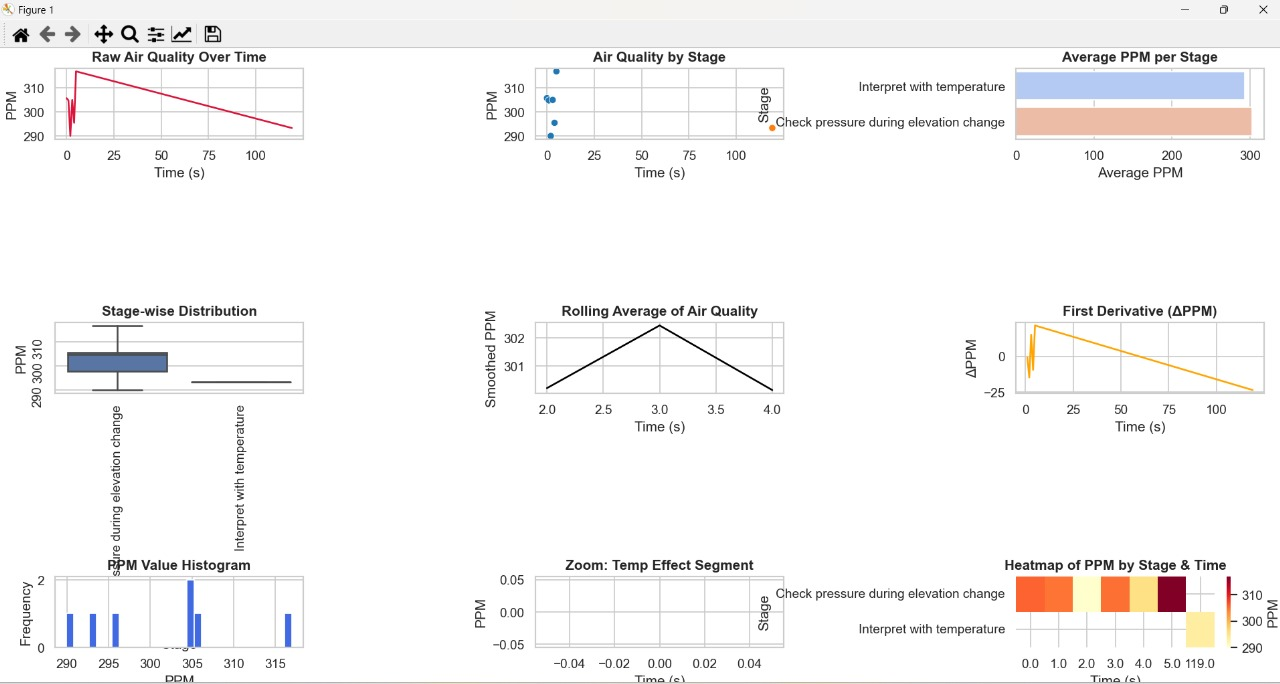 Figure 1
Raw Air Quality Over Time
PPM
310
300
290
0 25 50 75 100
Time (s)
Air Quality by Stage
PPM
310
300
290
0 25 50 75 100
Time (s)
Average PPM per Stage
Stage
Interpret with temperature
Check pressure during elevation change
0 100 200 300
Average PPM
Stage-wise Distribution
PPM
290 300 310
sure during elevation change
Interpret with temperature
Rolling Average of Air Quality
Smoothed PPM
302
301
2.0 2.5 3.0 3.5 4.0
Time (s)
First Derivative (ΔPPM)
ΔPPM
0
−25
0 25 50 75 100
Time (s)
PPM Value Histogram
Frequency
2
0
Stage
290 295 300 305 310 315
PPM
Zoom: Temp Effect Segment
PPM
0.05
0.00
−0.05
−0.04 −0.02 0.00 0.02 0.04
Time (s)
Heatmap of PPM by Stage & Time
Stage
Check pressure during elevation change
Interpret with temperature
0.0 1.0 2.0 3.0 4.0 5.0 119.0
Time (s)
310
300
290
PPM